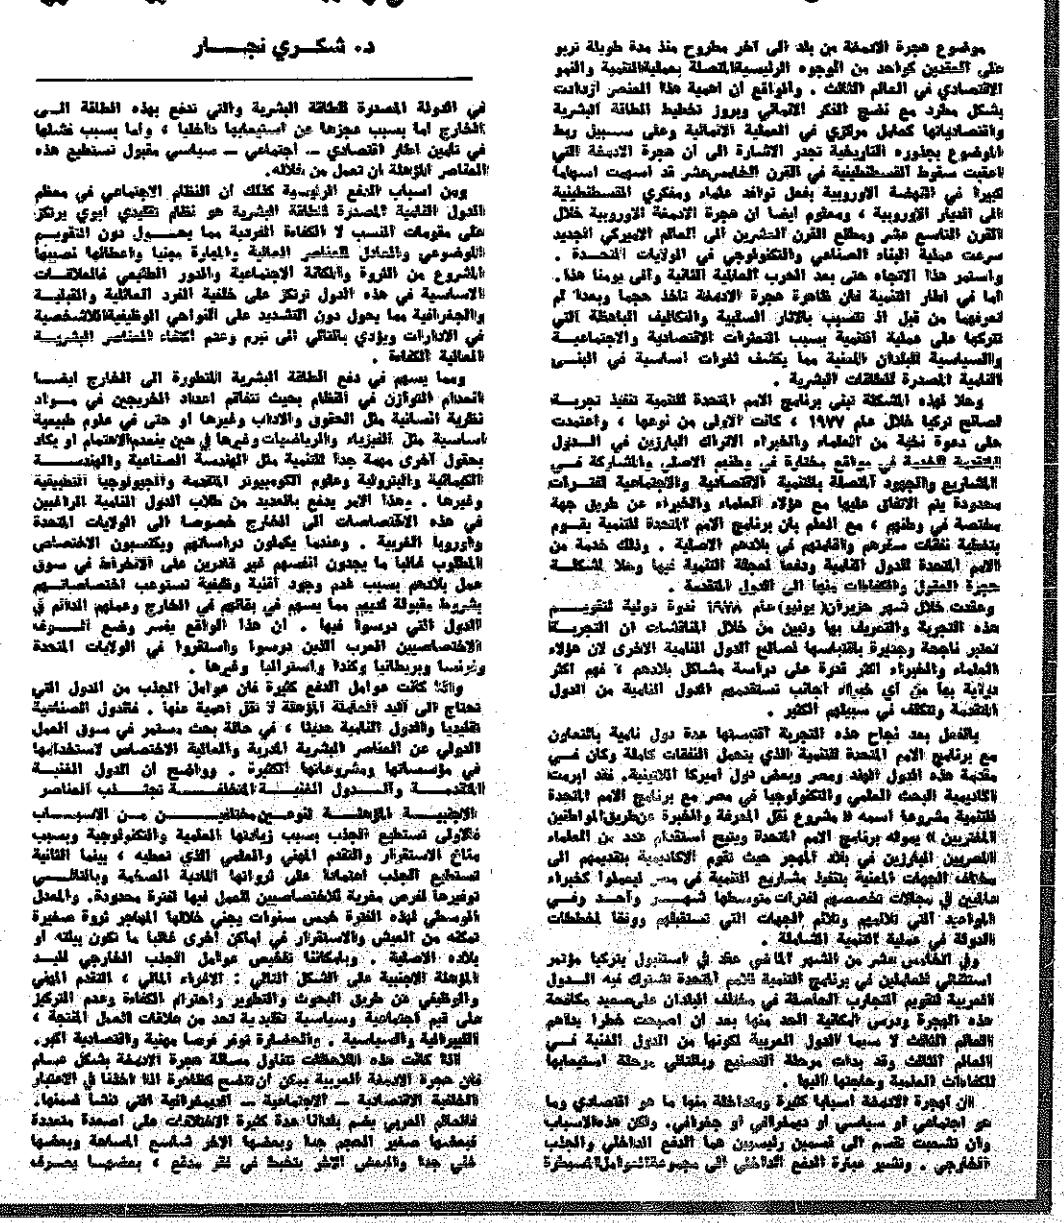 د. شكري نجار
موضوع هجرة الادمغة من بلد الى آخر مطروح منذ مدة طويلة تربو
على العقدين كواحد من الوجوه الرئيسية المتصلة بعملية التنمية والنمو
الاقتصادي في العالم الثالث . والواقع ان اهمية هذا العنصر ازدادت
بشكل مطرد مع نضج الفكر الانمائي وبروز تخطيط الطاقة البشرية
واقتصادياتها كعامل مركزي في العملية الانمائية وعلى سبيل ربط
الموضوع بجذوره التاريخية تجدر الاشارة الى ان هجرة الادمغة التي
اعقبت سقوط القسطنطينية في القرن الخامس عشر قد اسهمت اسهاما
كبيرا في النهضة الاوروبية بفعل توافد علماء ومفكري القسطنطينية
الى الديار الاوروبية ، ومعلوم ايضا ان هجرة الادمغة الاوروبية خلال
القرن التاسع عشر ومطلع القرن العشرين الى العالم الاميركي الجديد
سرعت عملية البناء الصناعي والتكنولوجي في الولايات المتحدة .
واستمر هذا الاتجاه حتى بعد الحرب العالمية الثانية والى يومنا هذا.
اما في اطار التنمية فان ظاهرة هجرة الادمغة تاخذ حجما وبعدا لم
نعرفهما من قبل اذ تتسبب بالاثار السلبية والتكاليف الباهظة التي
تتركها على عملية التنمية بسبب التعثرات الاقتصادية والاجتماعية
والسياسية للبلدان المعنية مما يكشف ثغرات اساسية في البنى
النامية المصدرة للطاقات البشرية .
وحلا لهذه المشكلة تبنى برنامج الامم المتحدة للتنمية تنفيذ تجربة
لصالح تركيا خلال عام ١٩٧٧ ، كانت الاولى من نوعها ، واعتمدت
على دعوة نخبة من العلماء والخبراء الاتراك البارزين في الدول
المتقدمة للخدمة في مواقع مختارة في وطنهم الاصلي والمشاركة في
المشاريع والجهود المتصلة بالتنمية الاقتصادية والاجتماعية لفترات
محدودة يتم الاتفاق عليها مع هؤلاء العلماء والخبراء عن طريق جهة
مختصة في وطنهم ، مع العلم بان برنامج الامم المتحدة للتنمية يقوم
بتغطية نفقات سفرهم واقامتهم في بلادهم الاصلية . وذلك خدمة من
الامم المتحدة للدول النامية ودفعا لعجلة التنمية فيها وحلا لمشكلة
هجرة العقول والكفاءات منها الى الدول المتقدمة .
وعقدت خلال شهر حزيران ( يونيو ) عام ١٩٧٨ ندوة دولية لتقويم
هذه التجربة والتعريف بها وتبين من خلال المناقشات ان التجربة
تعتبر ناجحة وجديرة باقتباسها لصالح الدول النامية الاخرى لان هؤلاء
العلماء والخبراء اكثر قدرة على دراسة مشاكل بلادهم ، فهم اكثر
دراية بها من أي خبراء اجانب تستقدمهم الدول النامية من الدول
المتقدمة وتتكلف في سبيلهم الكثير .
بالفعل بعد نجاح هذه التجربة اقتبستها عدة دول نامية بالتعاون
مع برنامج الامم المتحدة للتنمية الذي يتحمل النفقات كاملة وكان في
مقدمة هذه الدول الهند ومصر وبعض دول اميركا اللاتينية. فقد ابرمت
اكاديمية البحث العلمي والتكنولوجيا في مصر مع برنامج الامم المتحدة
للتنمية مشروعا اسمه « مشروع نقل المعرفة والخبرة عن طريق المواطنين
المغتربين » يموله برنامج الامم المتحدة ويتيح استقدام عدد من العلماء
المصريين البارزين في بلاد المهجر حيث تقوم الاكاديمية بتقديمهم الى
مختلف الجهات المعنية بتنفيذ مشاريع التنمية في مصر ليعملوا كخبراء
عاملين في مجالات تخصصهم لفترات متوسطها شهر واحد وفي
المواعيد التي تلائمهم وتلائم الجهات التي تستقبلهم ووفقا لمخططات
الدولة في عملية التنمية الشاملة .
وفي الخامس عشر من الشهر الماضي عقد في استنبول بتركيا مؤتمر
استثنائي للعاملين في برنامج التنمية للامم المتحدة تشترك فيه الدول
العربية لتقويم التجارب الحاصلة في مختلف البلدان على صعيد مكافحة
هذه الهجرة ودرس امكانية الحد منها بعد ان اصبحت خطرا يداهم
العالم الثالث لا سيما الدول العربية لكونها من الدول الغنية في
العالم الثالث وقد بدات مرحلة التصنيع وبالتالي مرحلة استيعابها
للكفاءات العلمية وحاجتها اليها .
ان لهجرة الادمغة اسبابا كثيرة ومتداخلة منها ما هو اقتصادي وما
هو اجتماعي او سياسي او ديمغرافي او جغرافي. ولكن هذه الاسباب
وان تشعبت تقسم الى قسمين رئيسيين هما الدفع الداخلي والجذب
الخارجي . وتشير عبارة الدفع الداخلي الى مجموعة العوامل المسيطرة
في الدولة المصدرة للطاقة البشرية والتي تدفع بهذه الطاقة الى
الخارج اما بسبب عجزها عن استيعابها داخليا ، واما بسبب فشلها
في تأمين اطار اقتصادي – اجتماعي – سياسي مقبول تستطيع هذه
العناصر المؤهلة ان تعمل من خلاله.
ومن اسباب الدفع الرئيسية كذلك ان النظام الاجتماعي في معظم
الدول النامية المصدرة للطاقة البشرية هو نظام تقليدي ابوي يرتكز
على مقومات النسب لا الكفاءة الفردية مما يحول دون التقويم
الموضوعي والعادل للعناصر العالية والمهارة مهنيا واعطائها نصيبها
المشروع من الثروة والمكانة الاجتماعية والدور الطليعي فالعلاقات
الاساسية في هذه الدول ترتكز على خلفية الفرد العائلية والقبلية
والجغرافية مما يحول دون التشديد على النواحي الوظيفية اللاشخصية
في الادارات ويؤدي بالتالي الى تبرم وعدم اكتفاء العناصر البشرية
العالية الكفاءة .
ومما يسهم في دفع الطاقة البشرية المتطورة الى الخارج ايضا
انعدام التوازن في النظام بحيث تتفاقم اعداد الخريجين في مواد
نظرية انسانية مثل الحقوق والاداب وغيرها او حتى في علوم طبيعية
اساسية مثل الفيزياء والرياضيات وغيرها في حين ينعدم الاهتمام او يكاد
بحقول اخرى مهمة جدا للتنمية مثل الهندسة الصناعية والهندسة
الكيمائية والبترولية وعلوم الكومبيوتر المتقدمة والجيولوجيا التطبيقية
وغيرها . وهذا الامر يدفع بالعديد من طلاب الدول النامية الراغبين
في هذه الاختصاصات الى الخارج خصوصا الى الولايات المتحدة
واوروبا الغربية . وعندما يكملون دراساتهم ويكتسبون الاختصاص
المطلوب غالبا ما يجدون انفسهم غير قادرين على الانخراط في سوق
عمل بلادهم بسبب عدم وجود اقنية وظيفية تستوعب اختصاصاتهم
بشروط مقبولة لديهم مما يسهم في بقائهم في الخارج وعملهم الدائم في
الدول التي درسوا فيها . ان هذا الواقع يفسر وضع الوف
الاختصاصيين العرب الذين درسوا واستقروا في الولايات المتحدة
وفرنسا وبريطانيا وكندا واستراليا وغيرها .
واذا كانت عوامل الدفع كثيرة فان عوامل الجذب من الدول التي
تحتاج الى اليد العاملة المؤهلة لا تقل اهمية عنها . فالدول الصناعية
تقليديا والدول النامية حديثا ، في حالة بحث مستمر في سوق العمل
الدولي عن العناصر البشرية المدربة والعالية الاختصاص لاستخدامها
في مؤسساتها ومشروعاتها الكثيرة . وواضح ان الدول الغنية
المتقدمة والدول الغنية المتخلفة تجتذب العناصر
الاجنبية المؤهلة لنوعين مختلفين من الاسباب
فالاولى تستطيع الجذب بسبب زيادتها العلمية والتكنولوجية وبسبب
مناخ الاستقرار والتقدم المهني والعلمي الذي تعطيه ، بينما الثانية
تستطيع الجذب اعتمادا على ثرواتها المادية الضخمة وبالتالي
توفيرها لفرص مغرية للاختصاصيين للعمل فيها لفترة محدودة. والمعدل
الوسطي لهذه الفترة خمس سنوات يجني خلالها المهاجر ثروة صغيرة
تمكنه من العيش والاستقرار في اماكن اخرى غالبا ما تكون بيئته او
بلاده الاصلية . وبامكاننا تلخيص عوامل الجذب الخارجي لليد
المؤهلة الاجنبية على الشكل التالي : الاغراء المالي ، التقدم المهني
والوظيفي عن طريق البحوث والتطوير واحترام الكفاءة وعدم التركيز
على قيم اجتماعية وسياسية تقليدية تحد من علاقات العمل المنتجة ،
الليبرالية والسياسية . والحضارة توفر فرصا مهنية واقتصادية اكبر.
اذا كانت هذه الملاحظات تتناول مسالة هجرة الادمغة بشكل عام
فان هجرة الادمغة العربية يمكن ان تتضح كظاهرة اذا اخذنا في الاعتبار
الخلفية الاقتصادية – الاجتماعية – الديمغرافية التي تنشأ ضمنها.
فالعالم العربي يضم بلدانا عدة كثيرة الاختلافات على اصعدة متعددة
فبعضها صغير الحجم جدا وبعضها الاخر شاسع المساحة وبعضها
غني جدا والبعض الاخر يتخبط في فقر مدقع ، بعضها يصرف